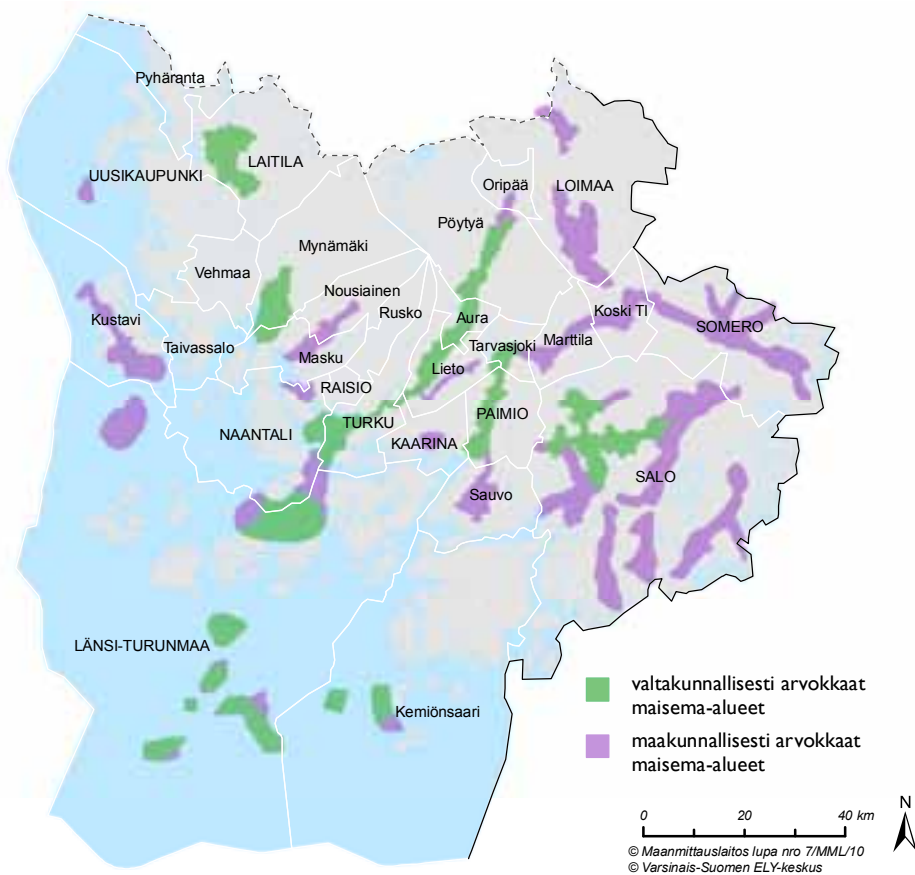 Pyhäranta
LAITILA
UUSIKAUPUNKI
Oripää
LOIMAA
Pöytyä
Mynämäki
Vehmaa
Nousiainen
Kustavi
Rusko
Aura
Koski Tl
SOMERO
Taivassalo
Masku
Tarvasjoki
Marttila
Lieto
RAISIO
PAIMIO
TURKU
NAANTALI
KAARINA
SALO
Sauvo
LÄNSI-TURUNMAA
Kemiönsaari
valtakunnallisesti arvokkaat
maisema-alueet
maakunnallisesti arvokkaat
maisema-alueet
N
0 20 40 km
© Maanmittauslaitos lupa nro 7/MML/10
© Varsinais-Suomen ELY-keskus